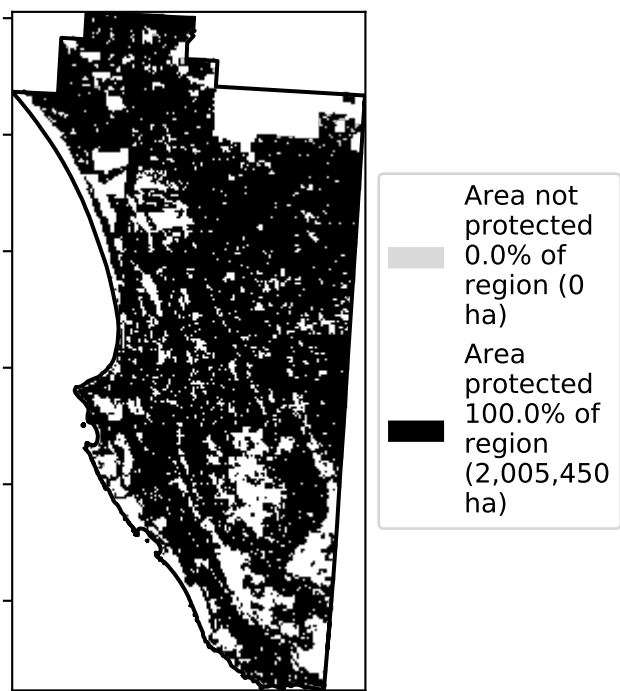 Area not
protected
0.0% of
region (0
ha)
Area
protected
100.0% of
region
(2,005,450
ha)